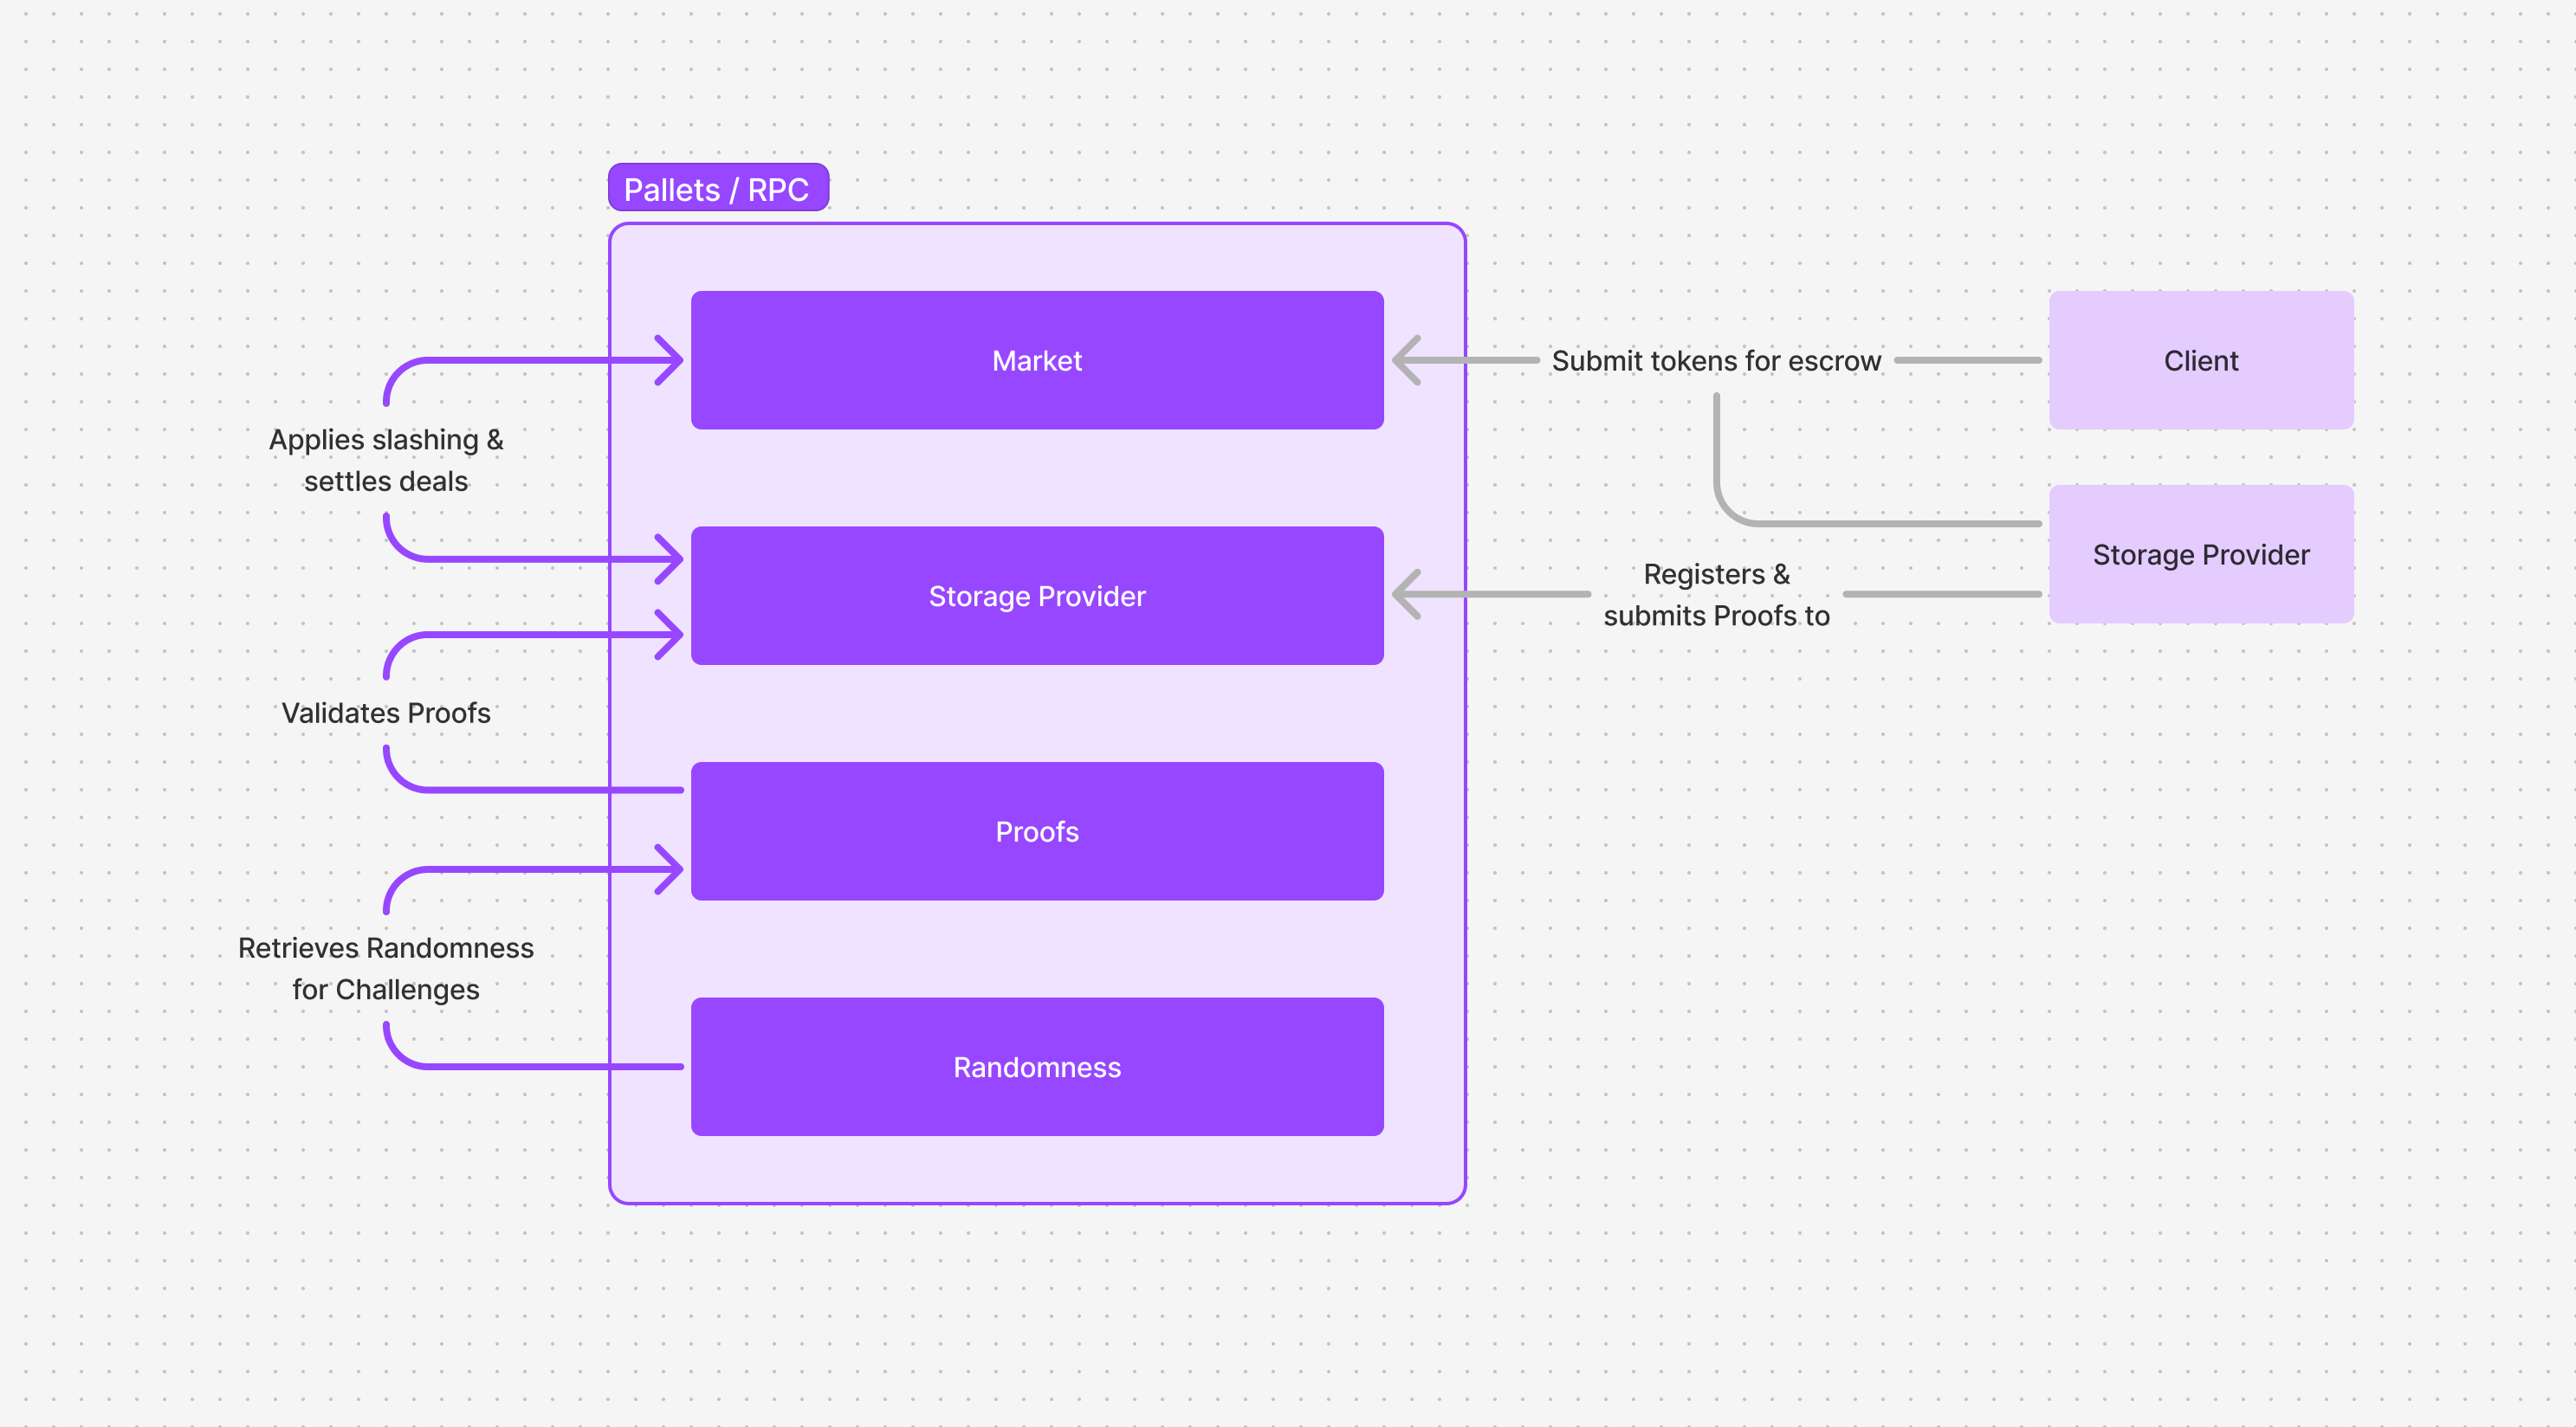 Pallets / RPC
Market
Submit tokens for escrow
Client
Applies slashing &
settles deals
Storage Provider
Registers &
submits Proofs to
Storage Provider
Validates Proofs
Proofs
Retrieves Randomness
for Challenges
Randomness